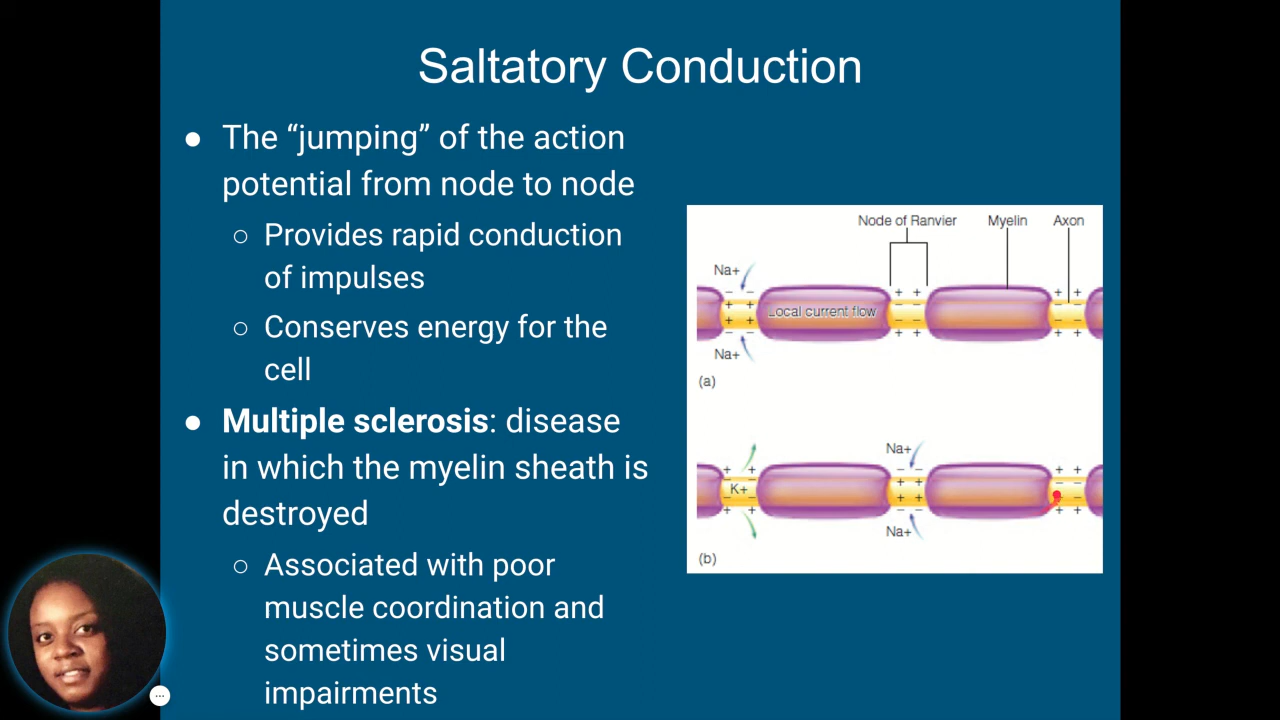 Saltatory Conduction
● The “jumping” of the action
potential from node to node
○ Provides rapid conduction
of impulses
○ Conserves energy for the
cell
● Multiple sclerosis: disease
in which the myelin sheath is
destroyed
○ Associated with poor
muscle coordination and
sometimes visual
impairments
Node of Ranvier Myelin Axon
Na+
− − + + + +
+ + − − − −
Local current flow
+ + − − − −
− − + + + +
Na+
(a)
Na+
+ + − − + +
− − + + − −
K+
− − + + − −
+ + − − + +
Na+
(b)
...